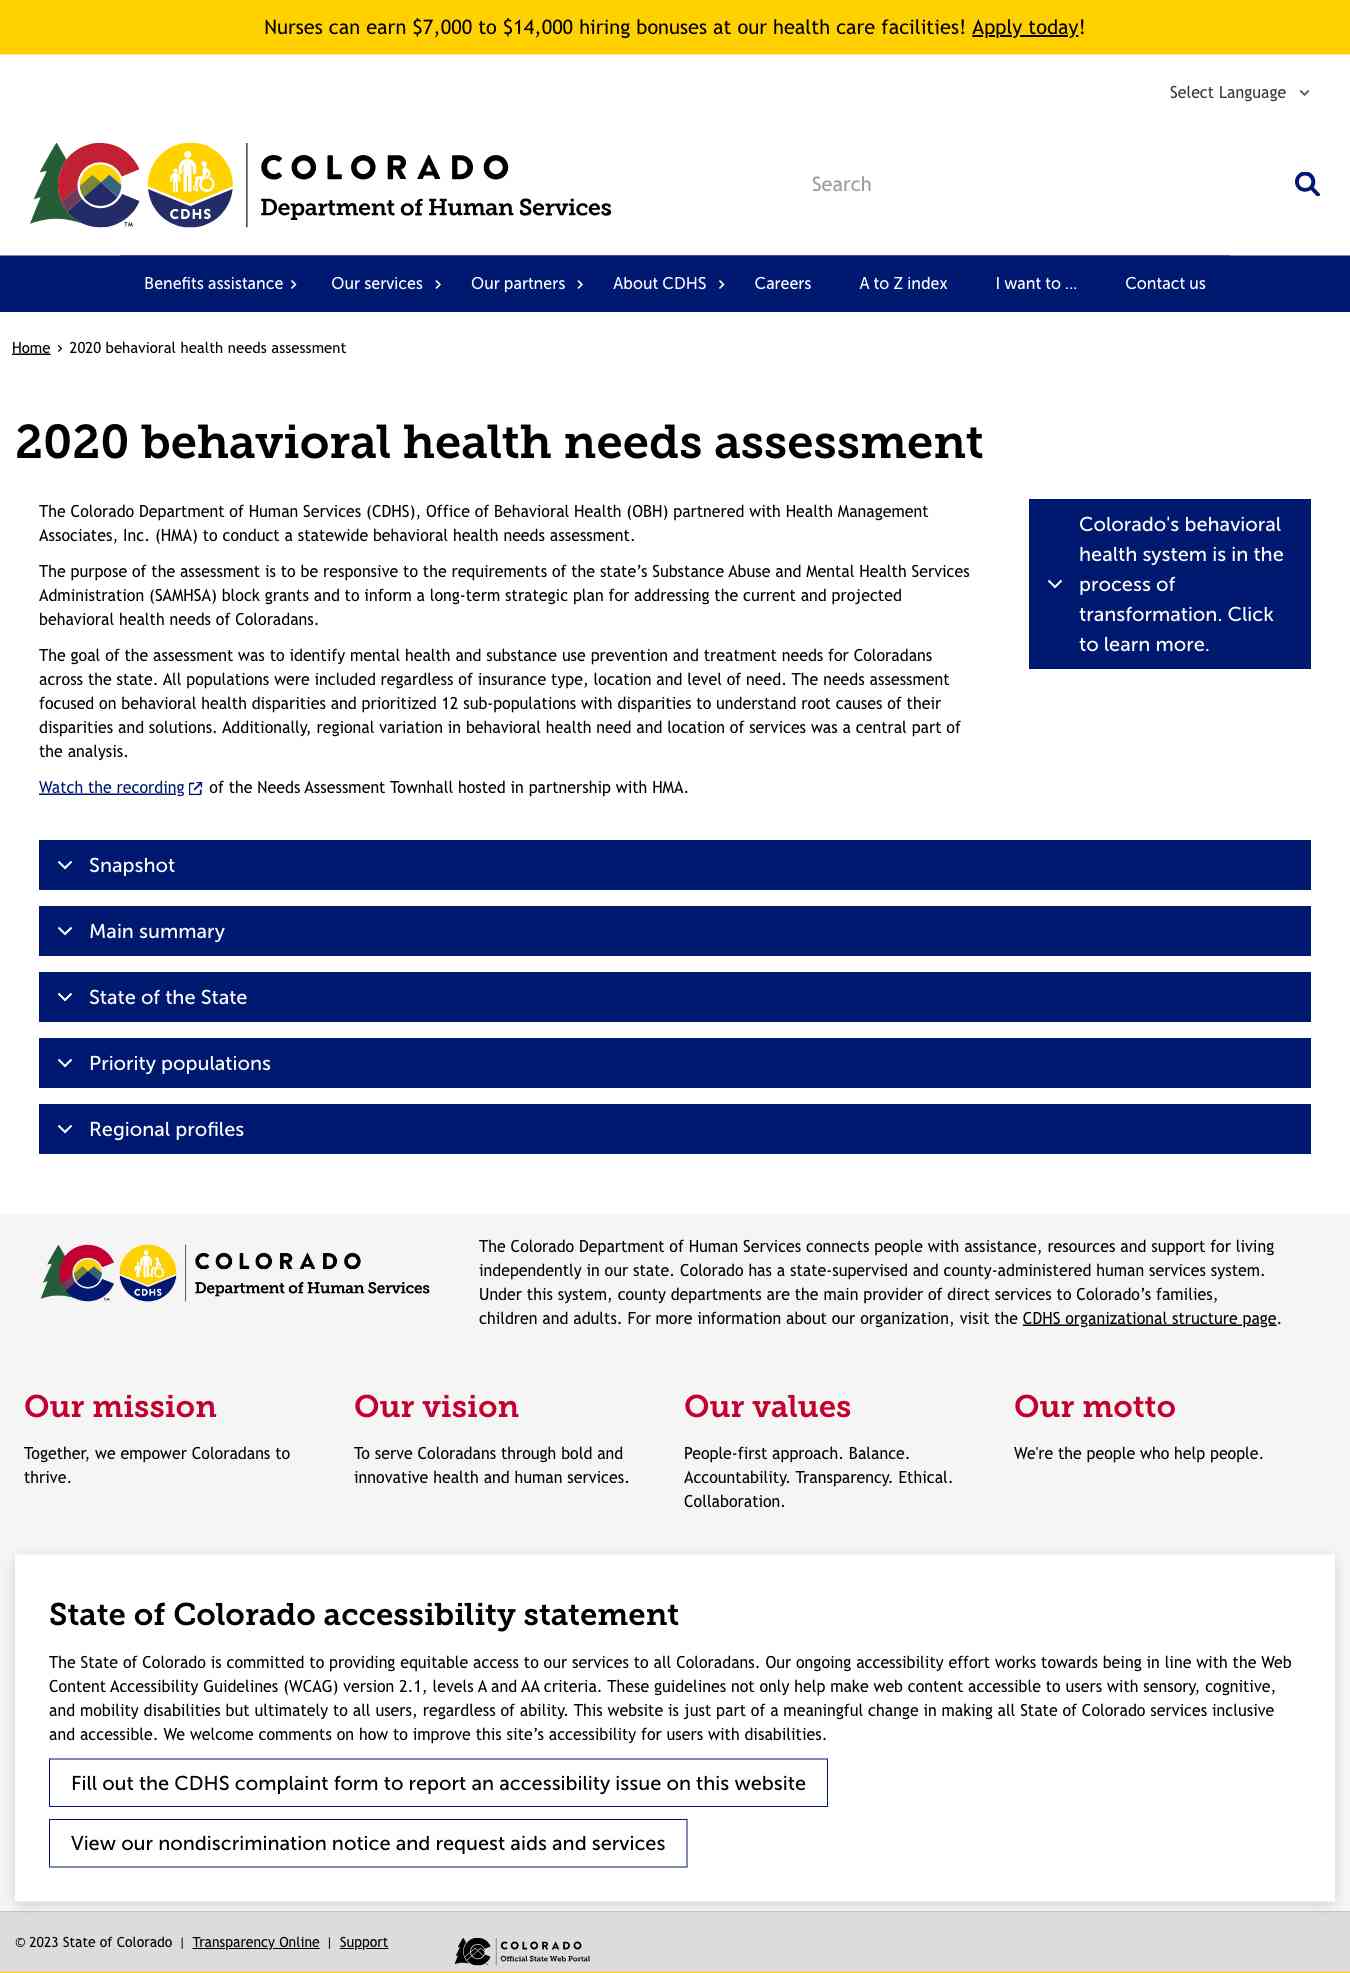 Nurses can earn $7,000 to $14,000 hiring bonuses at our health care facilities! Apply today!
Select Language
COLORADO
Department of Human Services
CDHS
TM
Search
Benefits assistance
Our services
Our partners
About CDHS
Careers
A to Z index
I want to ...
Contact us
Home › 2020 behavioral health needs assessment
2020 behavioral health needs assessment
The Colorado Department of Human Services (CDHS), Office of Behavioral Health (OBH) partnered with Health Management
Associates, Inc. (HMA) to conduct a statewide behavioral health needs assessment.
The purpose of the assessment is to be responsive to the requirements of the state’s Substance Abuse and Mental Health Services
Administration (SAMHSA) block grants and to inform a long-term strategic plan for addressing the current and projected
behavioral health needs of Coloradans.
The goal of the assessment was to identify mental health and substance use prevention and treatment needs for Coloradans
across the state. All populations were included regardless of insurance type, location and level of need. The needs assessment
focused on behavioral health disparities and prioritized 12 sub-populations with disparities to understand root causes of their
disparities and solutions. Additionally, regional variation in behavioral health need and location of services was a central part of
the analysis.
Watch the recording of the Needs Assessment Townhall hosted in partnership with HMA.
Colorado's behavioral
health system is in the
process of
transformation. Click
to learn more.
Snapshot
Main summary
State of the State
Priority populations
Regional profiles
COLORADO
Department of Human Services
CDHS
TM
The Colorado Department of Human Services connects people with assistance, resources and support for living
independently in our state. Colorado has a state-supervised and county-administered human services system.
Under this system, county departments are the main provider of direct services to Colorado’s families,
children and adults. For more information about our organization, visit the CDHS organizational structure page.
Our mission
Together, we empower Coloradans to
thrive.
Our vision
To serve Coloradans through bold and
innovative health and human services.
Our values
People-first approach. Balance.
Accountability. Transparency. Ethical.
Collaboration.
Our motto
We're the people who help people.
State of Colorado accessibility statement
The State of Colorado is committed to providing equitable access to our services to all Coloradans. Our ongoing accessibility effort works towards being in line with the Web
Content Accessibility Guidelines (WCAG) version 2.1, levels A and AA criteria. These guidelines not only help make web content accessible to users with sensory, cognitive,
and mobility disabilities but ultimately to all users, regardless of ability. This website is just part of a meaningful change in making all State of Colorado services inclusive
and accessible. We welcome comments on how to improve this site’s accessibility for users with disabilities.
Fill out the CDHS complaint form to report an accessibility issue on this website
View our nondiscrimination notice and request aids and services
© 2023 State of Colorado | Transparency Online | Support
COLORADO
Official State Web Portal